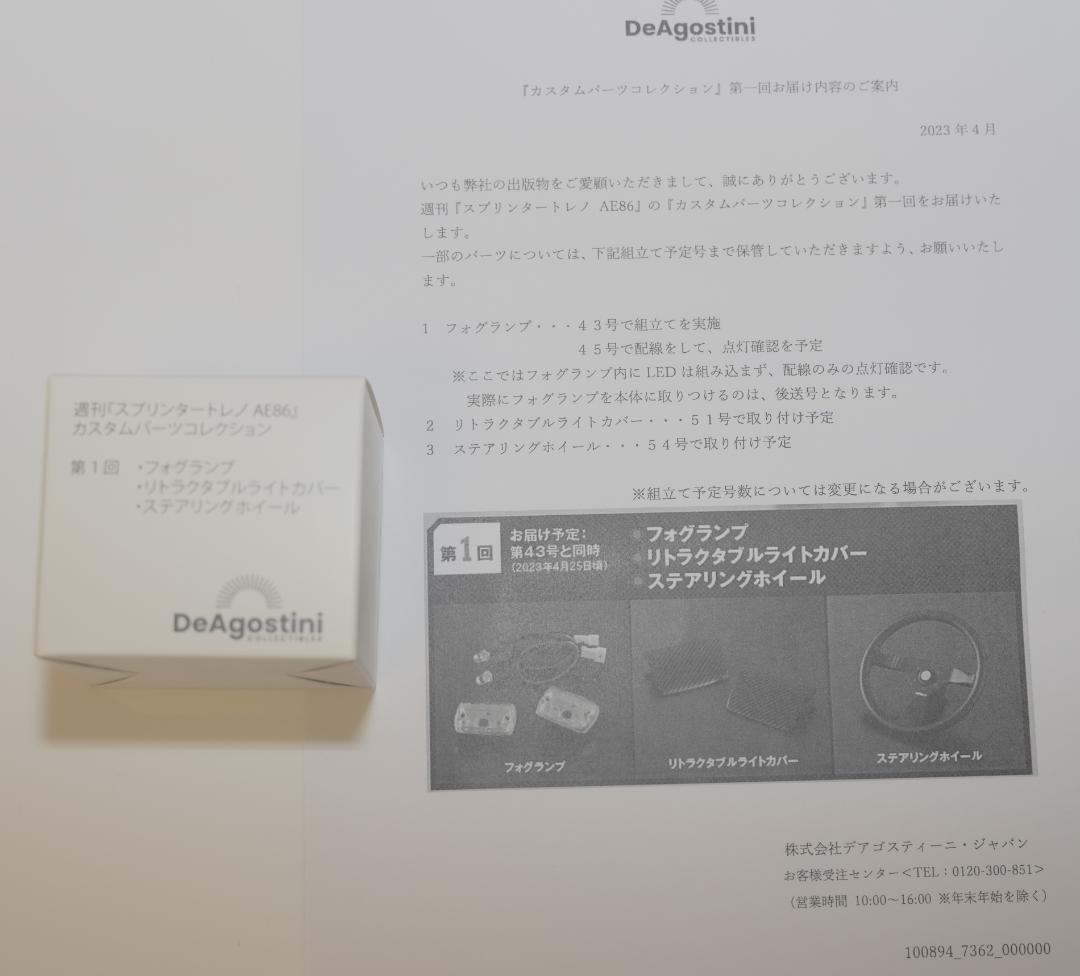 DeAgostini
COLLECTIBLES
『カスタムパーツコレクション』第一回お届け内容のご案内
2023 年 4 月
いつも弊社の出版物をご愛顧いただきまして、誠にありがとうございます。
週刊『スプリンタートレノ AE86』の『カスタムパーツコレクション』第一回をお届けいた
します。
一部のパーツについては、下記組立て予定号まで保管していただきますよう、お願いいたし
ます。
1 フォグランプ・・・４３号で組立てを実施
４５号で配線をして、点灯確認を予定
※ここではフォグランプ内に LED は組み込まず、配線のみの点灯確認です。
実際にフォグランプを本体に取りつけるのは、後送号となります。
2 リトラクタブルライトカバー・・・５１号で取り付け予定
3 ステアリングホイール・・・５４号で取り付け予定
※組立て予定号数については変更になる場合がございます。
第1回
お届け予定：
第43号と同時
（2023年4月25日頃）
●フォグランプ
●リトラクタブルライトカバー
●ステアリングホイール
フォグランプ
リトラクタブルライトカバー
ステアリングホイール
株式会社デアゴスティーニ・ジャパン
お客様受注センター＜TEL：0120-300-851＞
（営業時間 10:00～16:00 ※年末年始を除く）
100894_7362_000000
週刊『スプリンタートレノ AE86』
カスタムパーツコレクション
第１回 ・フォグランプ
・リトラクタブルライトカバー
・ステアリングホイール
DeAgostini
COLLECTIBLES